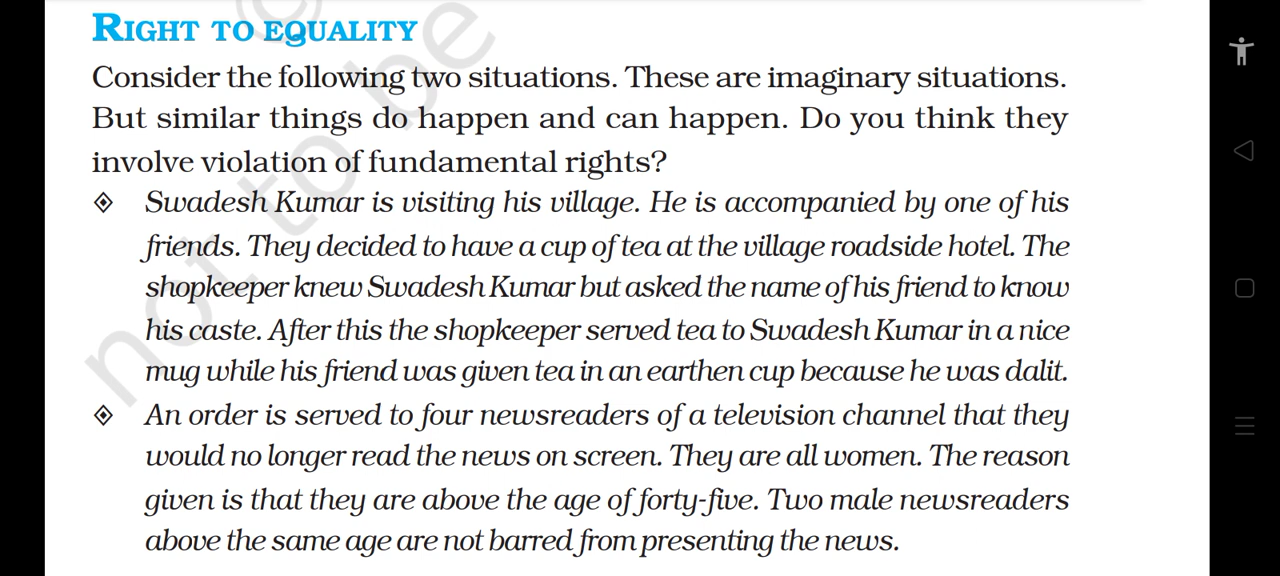 RIGHT TO EQUALITY
Consider the following two situations. These are imaginary situations.
But similar things do happen and can happen. Do you think they
involve violation of fundamental rights?
Swadesh Kumar is visiting his village. He is accompanied by one of his
friends. They decided to have a cup of tea at the village roadside hotel. The
shopkeeper knew Swadesh Kumar but asked the name of his friend to know
his caste. After this the shopkeeper served tea to Swadesh Kumar in a nice
mug while his friend was given tea in an earthen cup because he was dalit.
An order is served to four newsreaders of a television channel that they
would no longer read the news on screen. They are all women. The reason
given is that they are above the age of forty-five. Two male newsreaders
above the same age are not barred from presenting the news.
©
not to be